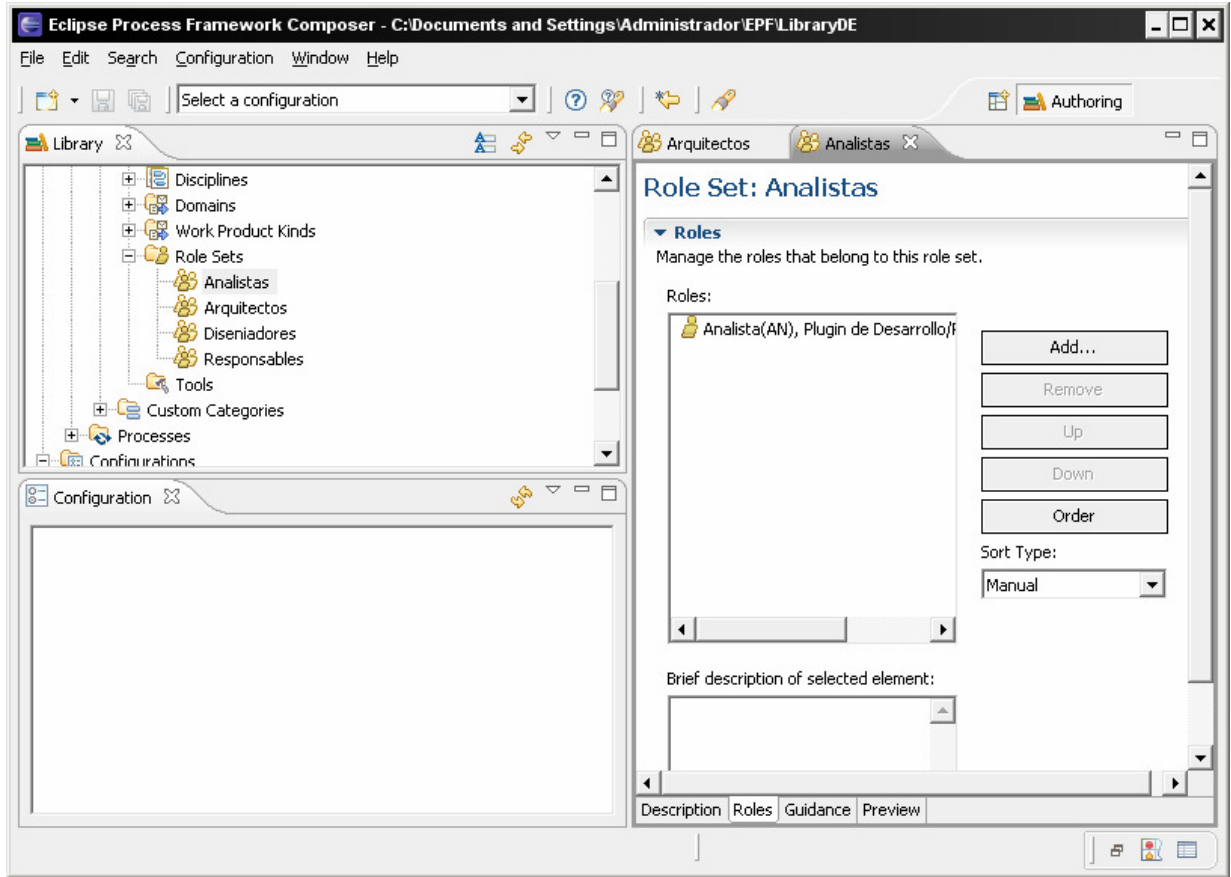 Eclipse Process Framework Composer - C:\Documents and Settings\Administrador\EPF\LibraryDE
File Edit Search Configuration Window Help
Select a configuration
Authoring
Library
Disciplines
Domains
Work Product Kinds
Role Sets
Analistas
Arquitectos
Diseniadores
Responsables
Tools
Custom Categories
Processes
Configurations
Configuration
Arquitectos Analistas
Role Set: Analistas
Roles
Manage the roles that belong to this role set.
Roles:
Analista(AN), Plugin de Desarrollo/
Add...
Remove
Up
Down
Order
Sort Type:
Manual
Brief description of selected element:
Description Roles Guidance Preview